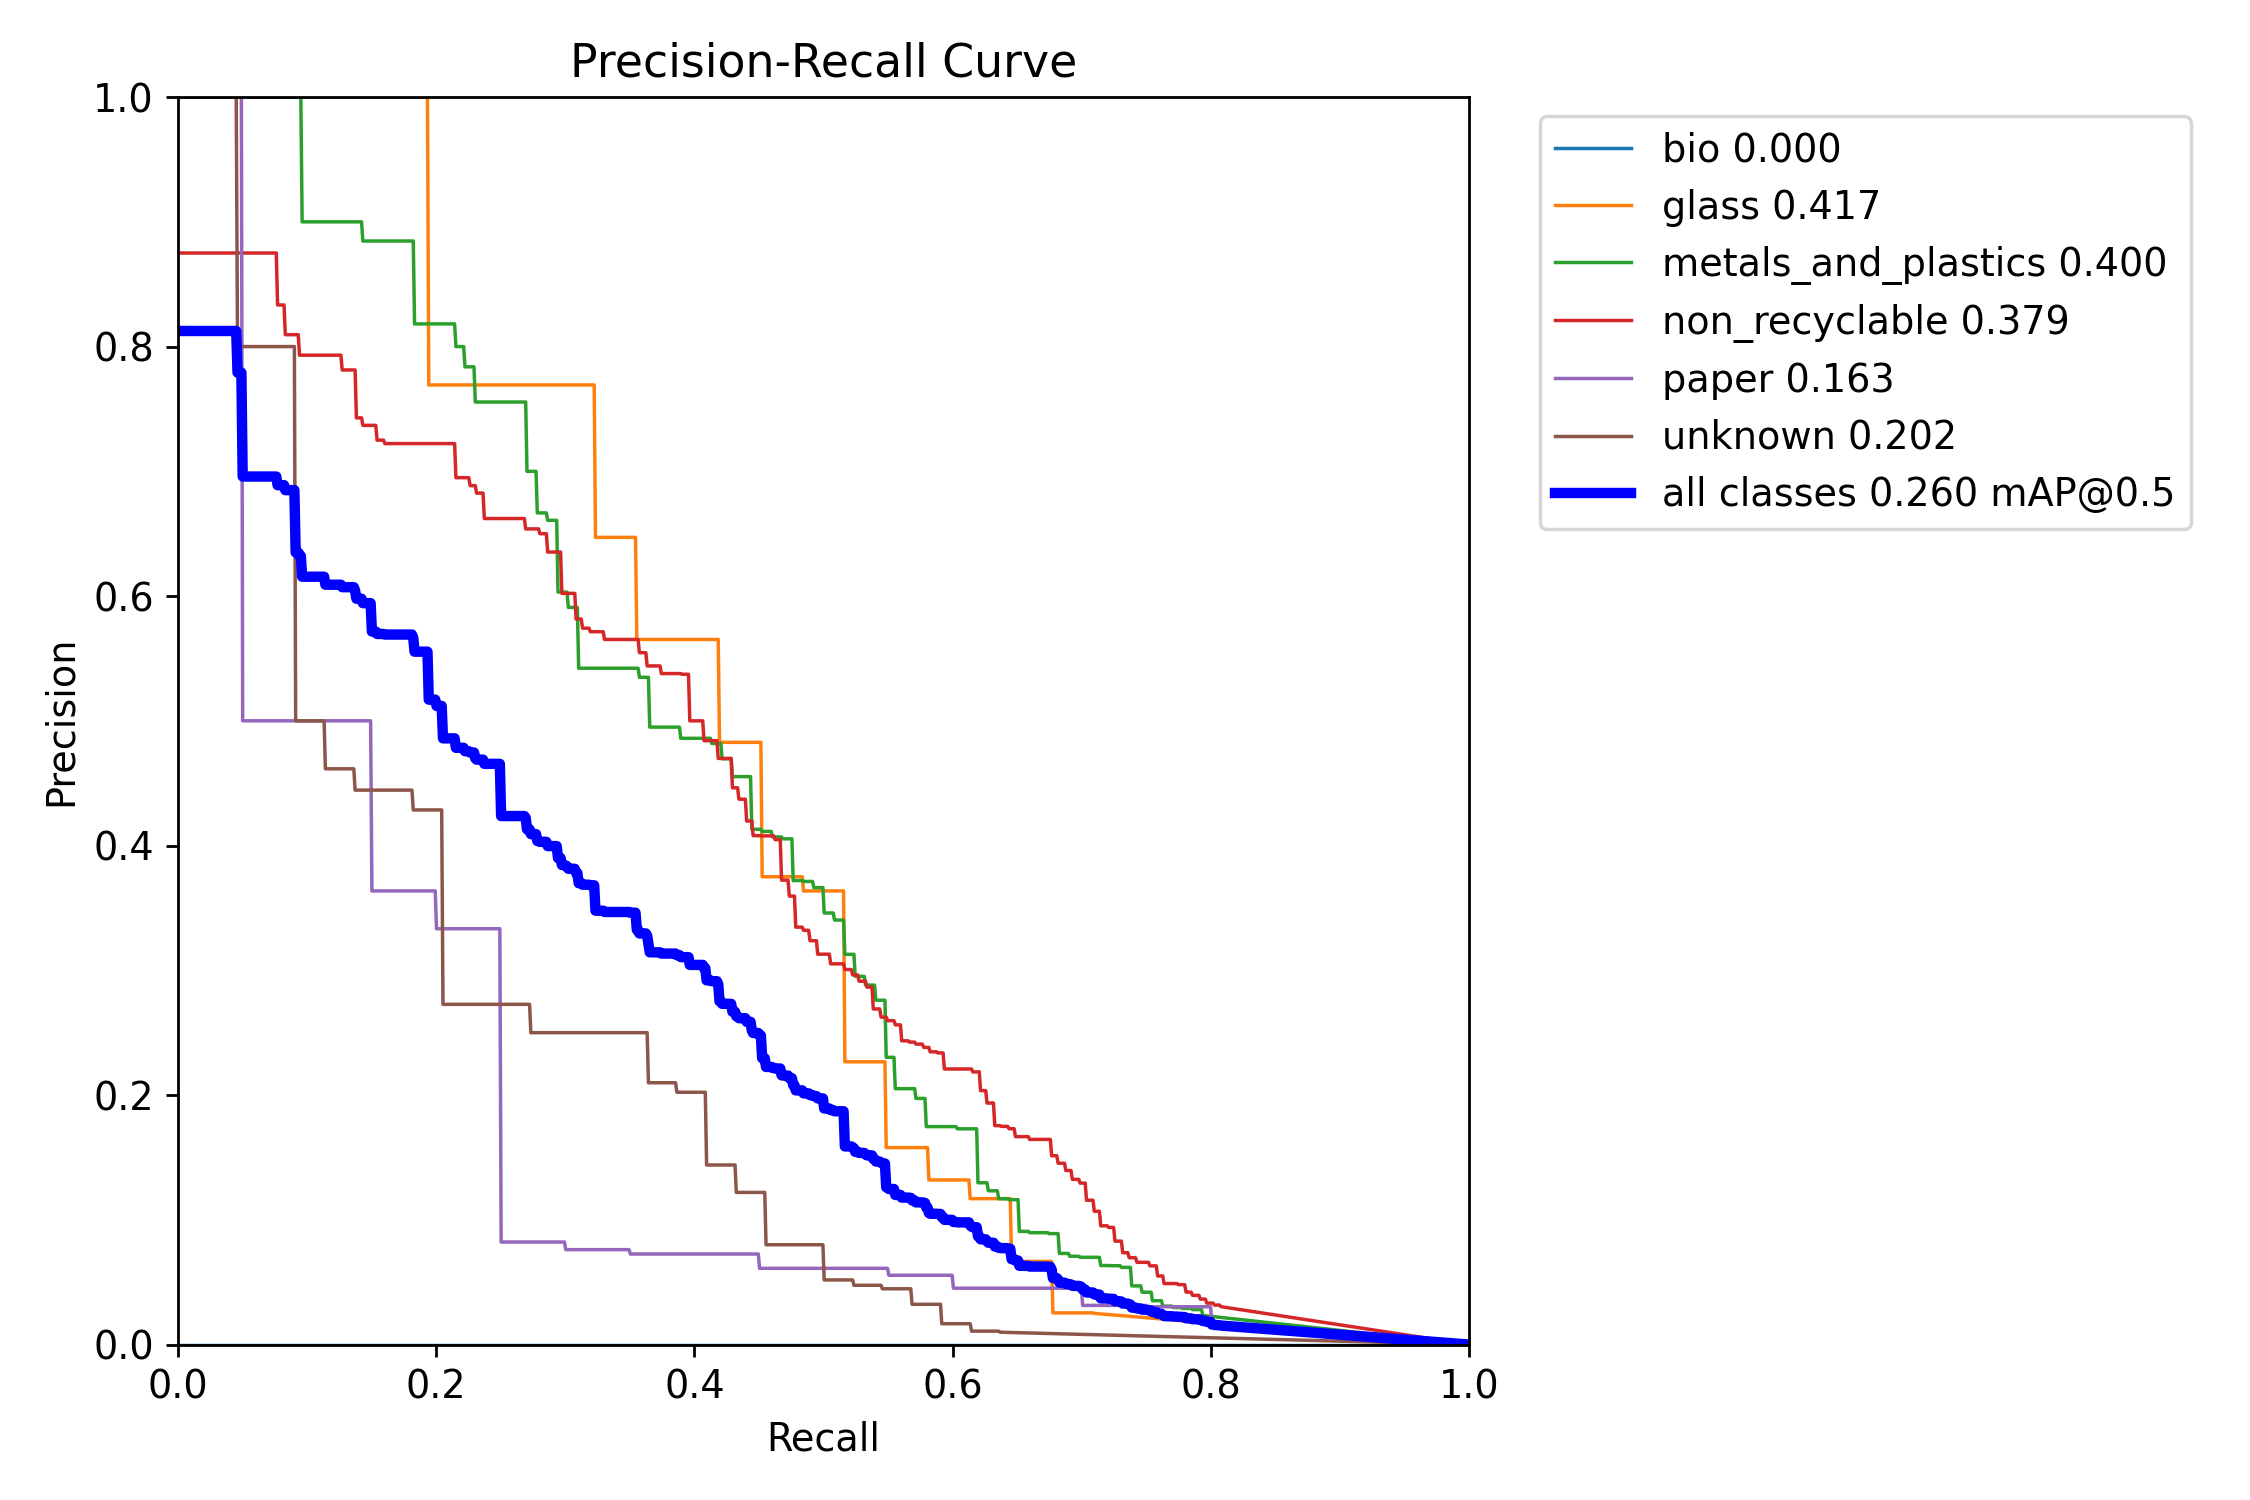 Precision-Recall Curve
1.0
0.8
0.6
0.4
0.2
0.0
Precision
0.0 0.2 0.4 0.6 0.8 1.0
Recall
bio 0.000
glass 0.417
metals_and_plastics 0.400
non_recyclable 0.379
paper 0.163
unknown 0.202
all classes 0.260 mAP@0.5